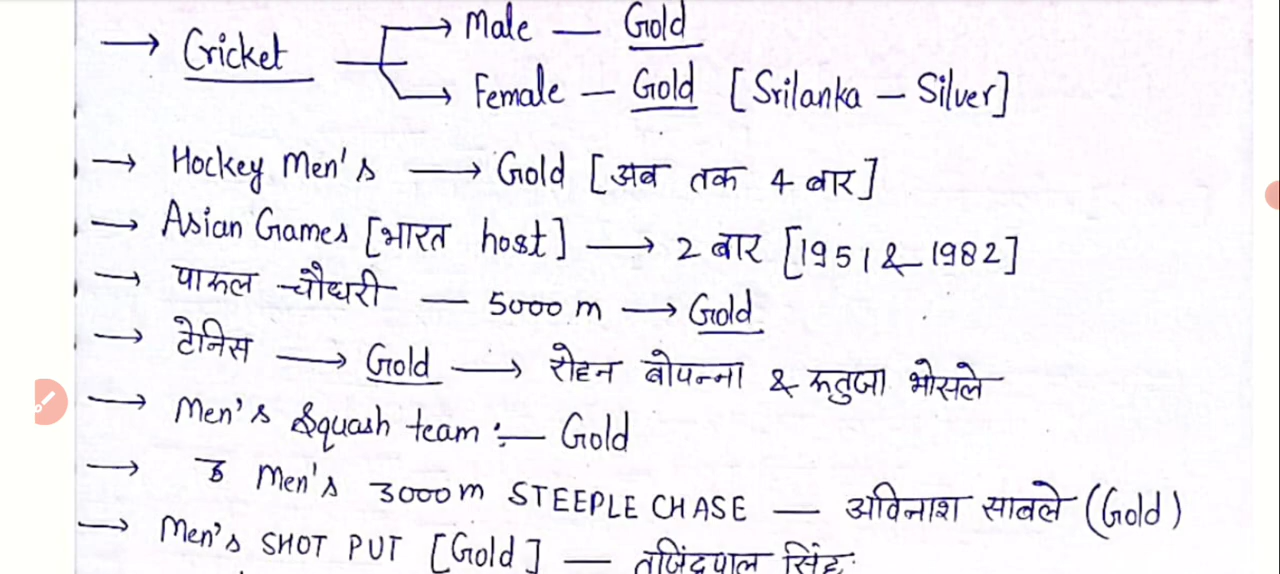 → Cricket → Male — Gold
→ Female — Gold [Srilanka — Silver]
→ Hockey Men's → Gold [अब तक 4 बार]
→ Asian Games [भारत host] → 2 बार [1951 & 1982]
→ पारुल चौधरी — 5000 m → Gold
→ टेनिस → Gold → रोहन बोपन्ना & ऋतुजा भोसले
→ Men's Squash team :— Gold
→ Men's 3000m STEEPLE CHASE — अविनाश साबले (Gold)
→ Men's SHOT PUT [Gold] — तजिंदरपाल सिंह